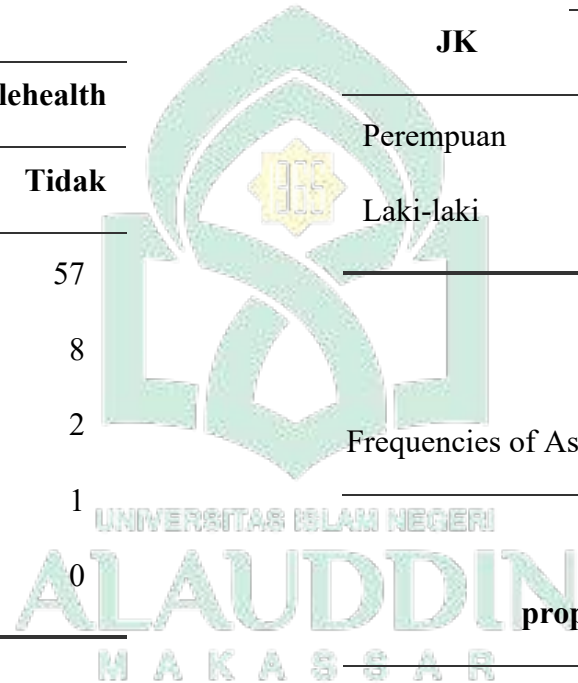 lehealth
Tidak
57
8
2
1
0
JK
Perempuan
Laki-laki
Frequencies of As
prop
UNIVERSITAS ISLAM NEGERI
ALAUDDIN
MAKASSAR